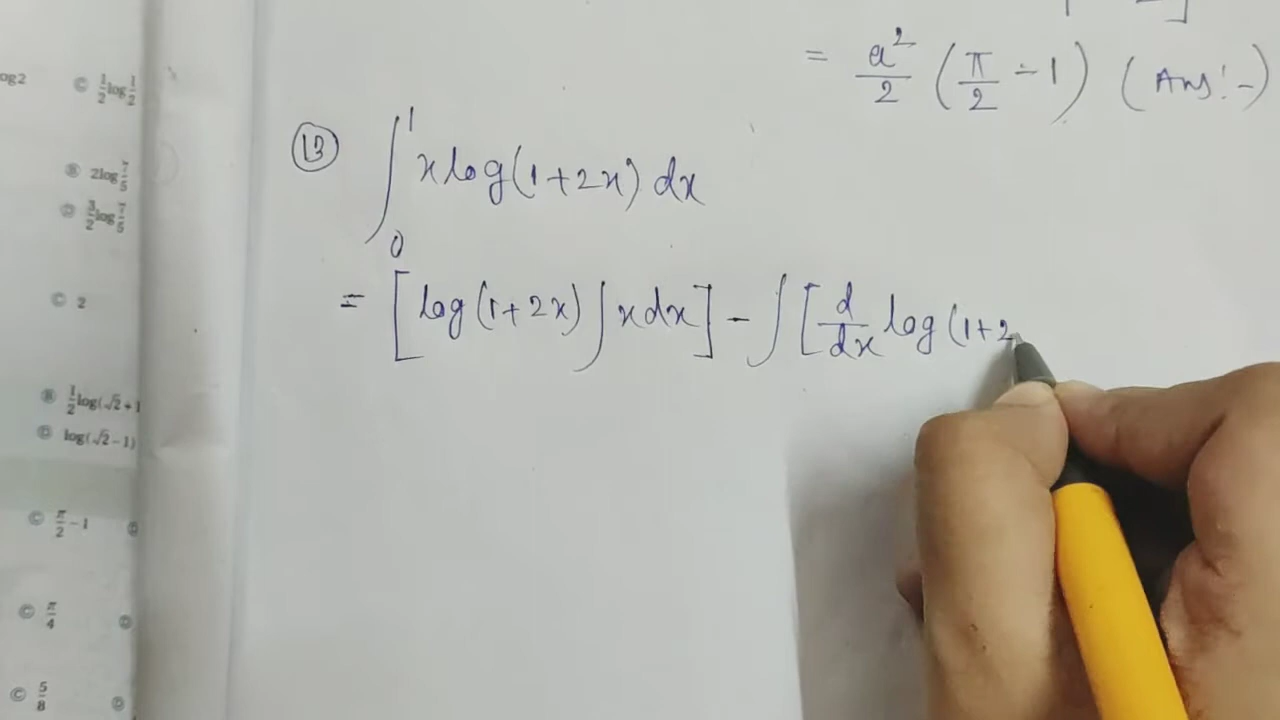 = a²/2 (π/2 - 1) (Ans!-)
⑬ ∫₀¹ x log(1+2x) dx
= [log(1+2x)∫x dx] - ∫[d/dx log(1+2
og2 Ⓒ 1/2 log 1/2
Ⓑ 2log π/5
Ⓓ 3/2 log π/5
Ⓒ 2
Ⓑ 1/2 log(√2+1
Ⓓ log(√2-1)
Ⓒ π/2 - 1
Ⓒ π/4
Ⓒ 5/8